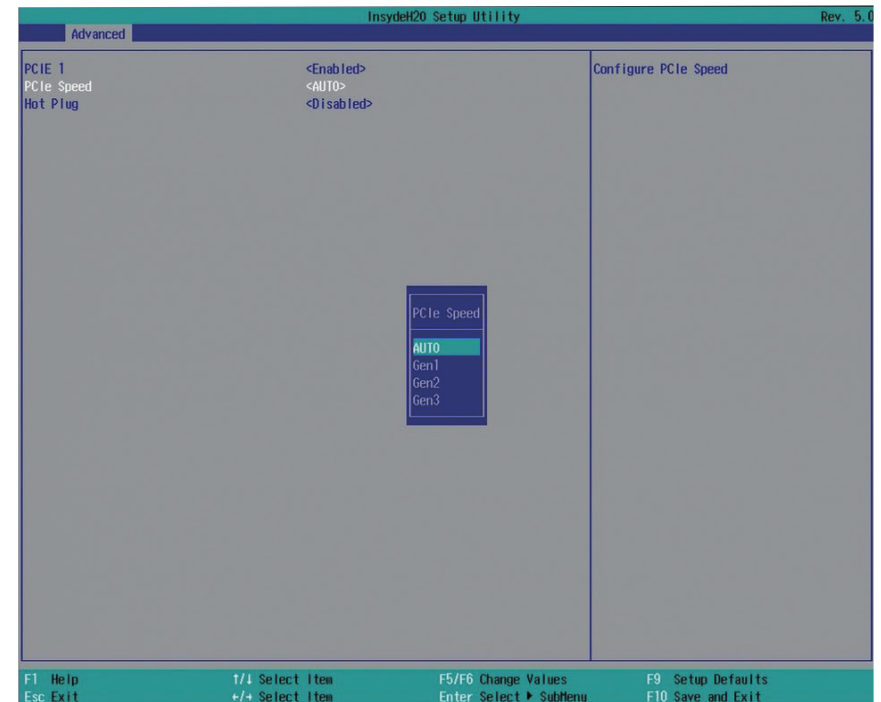 InsydeH20 Setup Utility Rev. 5.0
Advanced
PCIE 1 <Enabled> Configure PCIe Speed
PCIe Speed <AUTO>
Hot Plug <Disabled>
PCIe Speed
AUTO
Gen1
Gen2
Gen3
F1 Help ↑/↓ Select Item F5/F6 Change Values F9 Setup Defaults
Esc Exit ←/→ Select Item Enter Select ▶ SubMenu F10 Save and Exit